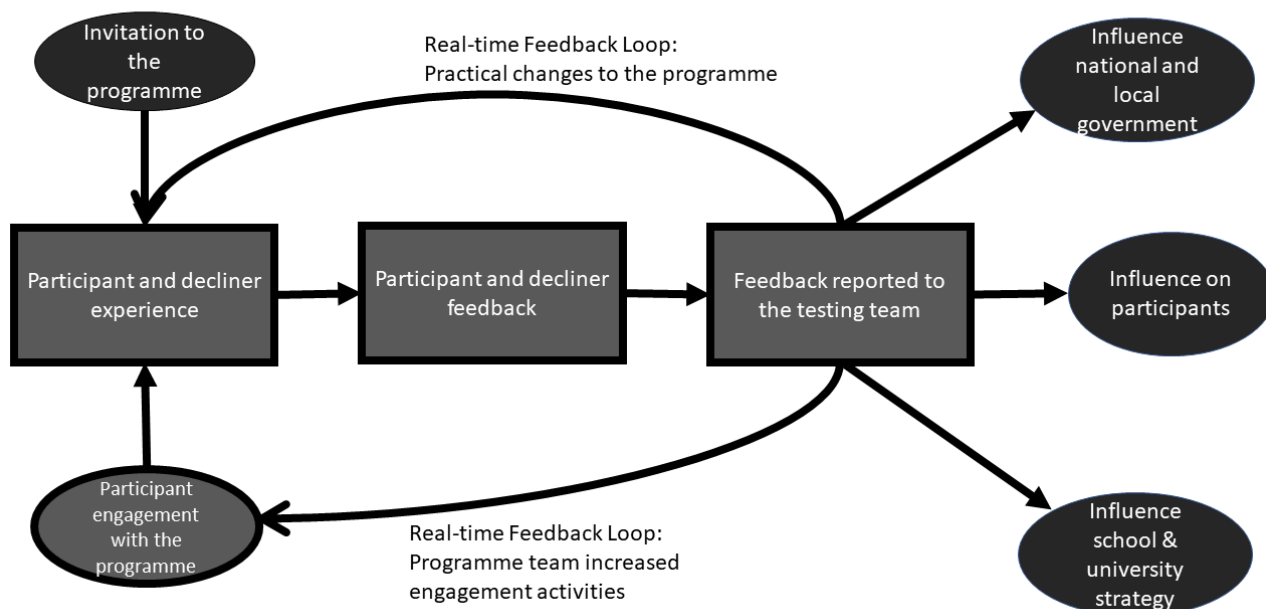 Invitation to
the
programme
Real-time Feedback Loop:
Practical changes to the programme
Influence
national and
local
government
Participant and decliner
experience
Participant and decliner
feedback
Feedback reported to
the testing team
Influence on
participants
Participant
engagement
with the
programme
Real-time Feedback Loop:
Programme team increased
engagement activities
Influence
school &
university
strategy